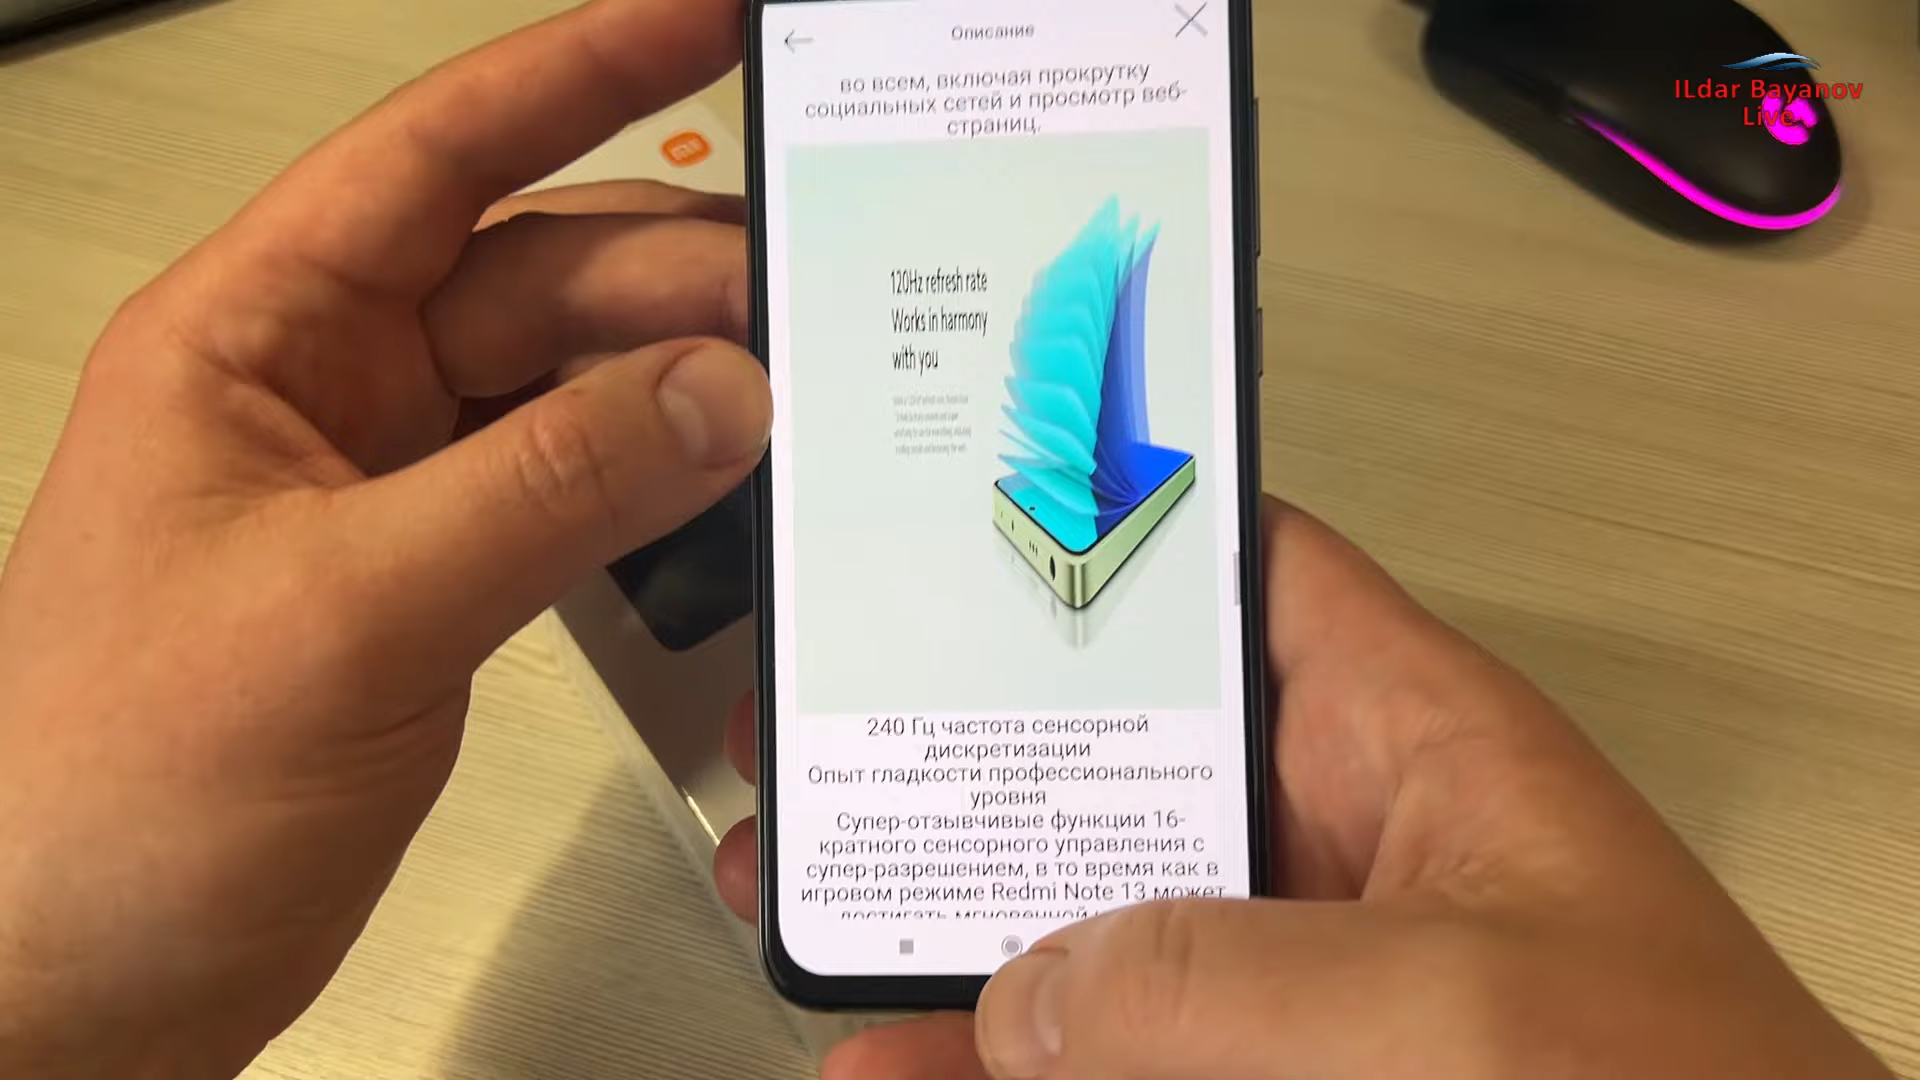 Описание
во всем, включая прокрутку
социальных сетей и просмотр веб-
страниц.
120Hz refresh rate
Works in harmony
with you
240 Гц частота сенсорной
дискретизации
Опыт гладкости профессионального
уровня
Супер-отзывчивые функции 16-
кратного сенсорного управления с
супер-разрешением, в то время как в
игровом режиме Redmi Note 13 может
достигать мгновенной
ILdar Bayanov
Live